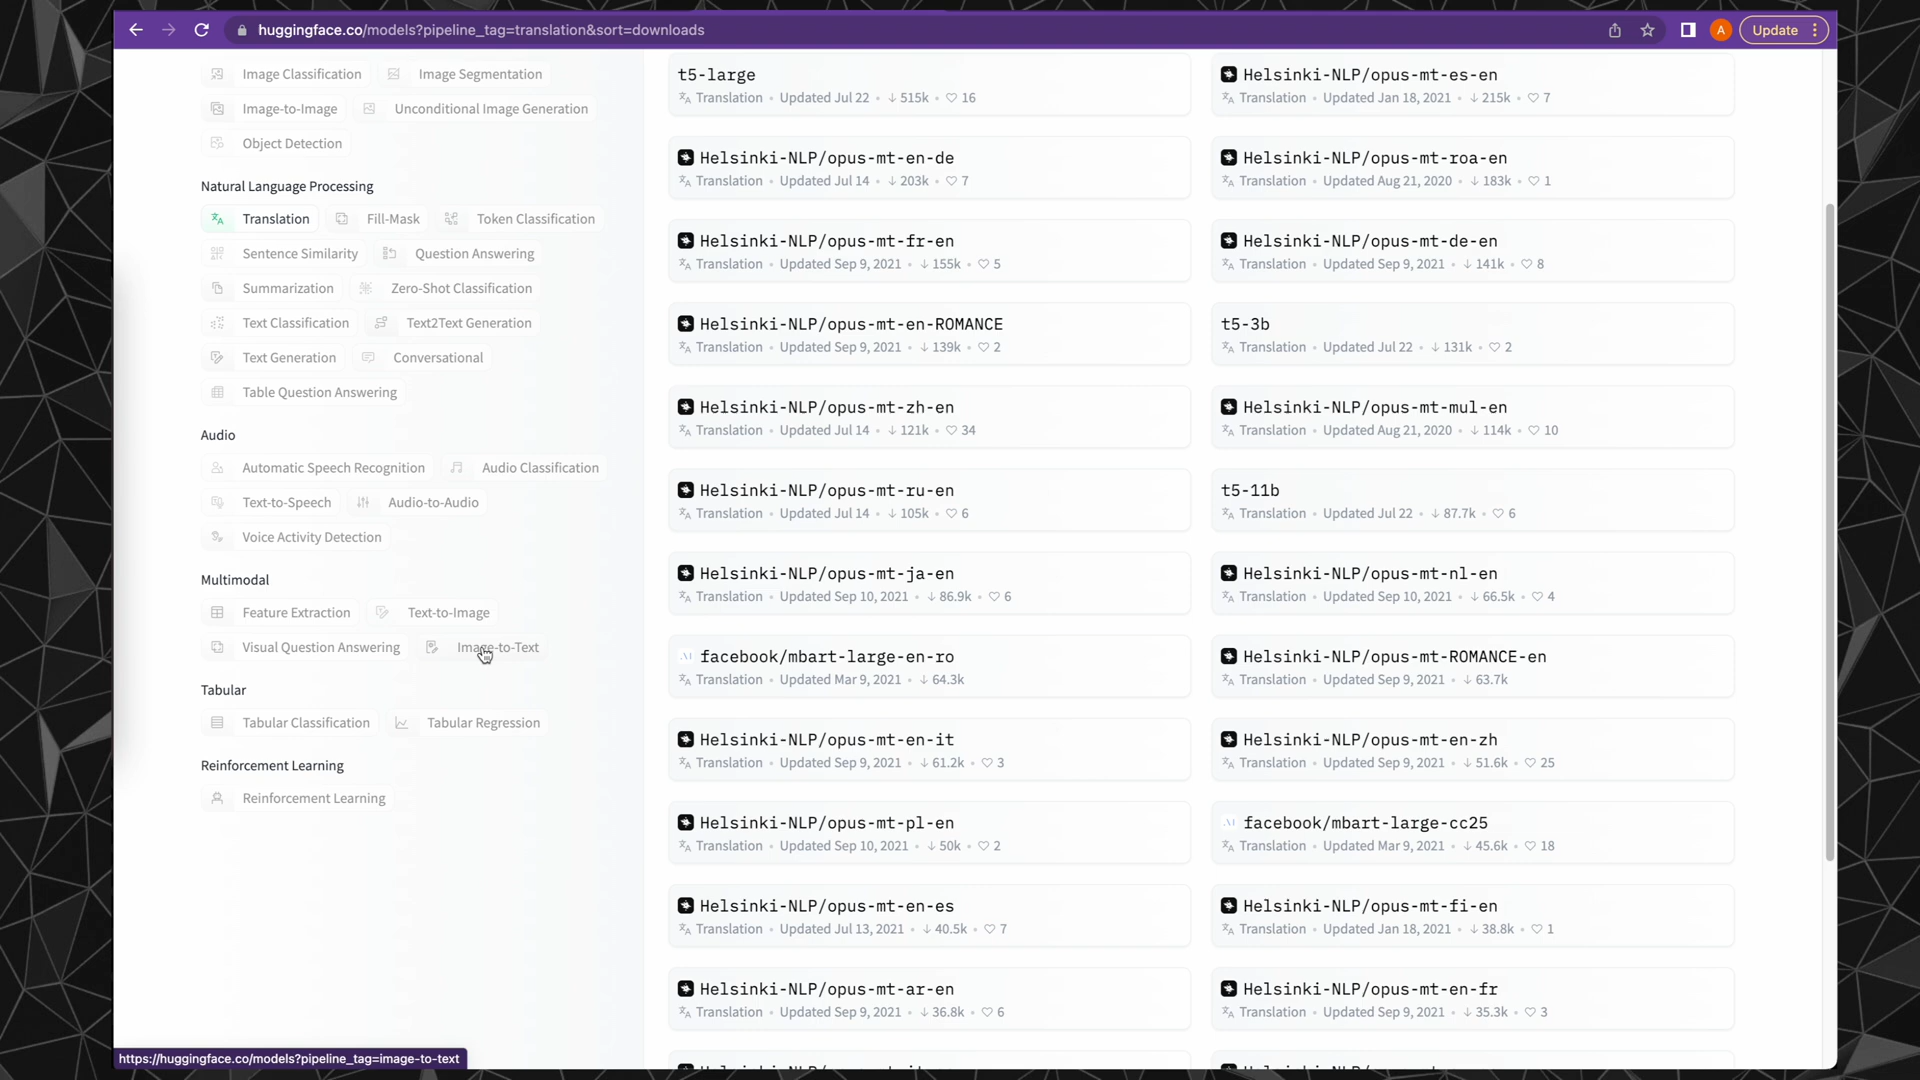 huggingface.co/models?pipeline_tag=translation&sort=downloads
A
Update
Image Classification
Image Segmentation
Image-to-Image
Unconditional Image Generation
Object Detection
Natural Language Processing
Translation
Fill-Mask
Token Classification
Sentence Similarity
Question Answering
Summarization
Zero-Shot Classification
Text Classification
Text2Text Generation
Text Generation
Conversational
Table Question Answering
Audio
Automatic Speech Recognition
Audio Classification
Text-to-Speech
Audio-to-Audio
Voice Activity Detection
Multimodal
Feature Extraction
Text-to-Image
Visual Question Answering
Image-to-Text
Tabular
Tabular Classification
Tabular Regression
Reinforcement Learning
Reinforcement Learning
t5-large
Translation • Updated Jul 22 • ↓ 515k • ♡ 16
Helsinki-NLP/opus-mt-es-en
Translation • Updated Jan 18, 2021 • ↓ 215k • ♡ 7
Helsinki-NLP/opus-mt-en-de
Translation • Updated Jul 14 • ↓ 203k • ♡ 7
Helsinki-NLP/opus-mt-roa-en
Translation • Updated Aug 21, 2020 • ↓ 183k • ♡ 1
Helsinki-NLP/opus-mt-fr-en
Translation • Updated Sep 9, 2021 • ↓ 155k • ♡ 5
Helsinki-NLP/opus-mt-de-en
Translation • Updated Sep 9, 2021 • ↓ 141k • ♡ 8
Helsinki-NLP/opus-mt-en-ROMANCE
Translation • Updated Sep 9, 2021 • ↓ 139k • ♡ 2
t5-3b
Translation • Updated Jul 22 • ↓ 131k • ♡ 2
Helsinki-NLP/opus-mt-zh-en
Translation • Updated Jul 14 • ↓ 121k • ♡ 34
Helsinki-NLP/opus-mt-mul-en
Translation • Updated Aug 21, 2020 • ↓ 114k • ♡ 10
Helsinki-NLP/opus-mt-ru-en
Translation • Updated Jul 14 • ↓ 105k • ♡ 6
t5-11b
Translation • Updated Jul 22 • ↓ 87.7k • ♡ 6
Helsinki-NLP/opus-mt-ja-en
Translation • Updated Sep 10, 2021 • ↓ 86.9k • ♡ 6
Helsinki-NLP/opus-mt-nl-en
Translation • Updated Sep 10, 2021 • ↓ 66.5k • ♡ 4
facebook/mbart-large-en-ro
Translation • Updated Mar 9, 2021 • ↓ 64.3k
Helsinki-NLP/opus-mt-ROMANCE-en
Translation • Updated Sep 9, 2021 • ↓ 63.7k
Helsinki-NLP/opus-mt-en-it
Translation • Updated Sep 9, 2021 • ↓ 61.2k • ♡ 3
Helsinki-NLP/opus-mt-en-zh
Translation • Updated Sep 9, 2021 • ↓ 51.6k • ♡ 25
Helsinki-NLP/opus-mt-pl-en
Translation • Updated Sep 10, 2021 • ↓ 50k • ♡ 2
facebook/mbart-large-cc25
Translation • Updated Mar 9, 2021 • ↓ 45.6k • ♡ 18
Helsinki-NLP/opus-mt-en-es
Translation • Updated Jul 13, 2021 • ↓ 40.5k • ♡ 7
Helsinki-NLP/opus-mt-fi-en
Translation • Updated Jan 18, 2021 • ↓ 38.8k • ♡ 1
Helsinki-NLP/opus-mt-ar-en
Translation • Updated Sep 9, 2021 • ↓ 36.8k • ♡ 6
Helsinki-NLP/opus-mt-en-fr
Translation • Updated Sep 9, 2021 • ↓ 35.3k • ♡ 3
https://huggingface.co/models?pipeline_tag=image-to-text